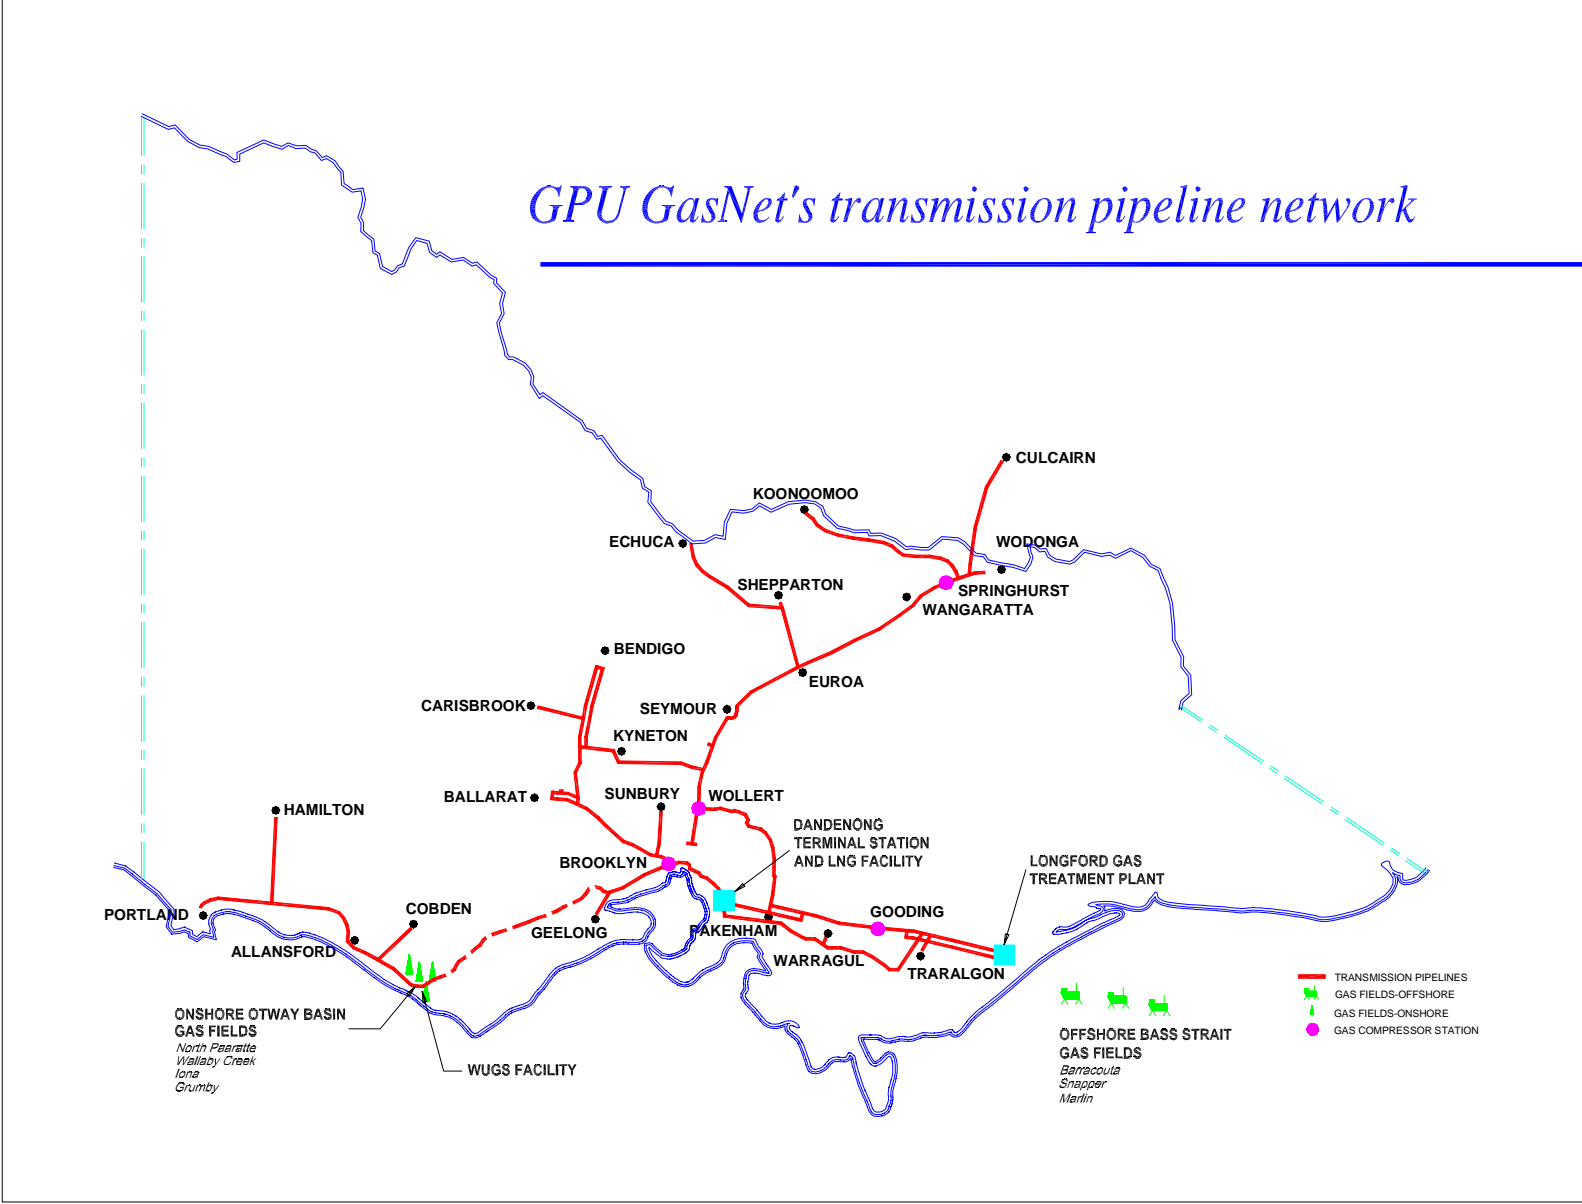 GPU GasNet's transmission pipeline network
CULCAIRN
KOONOOMOO
ECHUCA
WODONGA
SHEPPARTON
SPRINGHURST
WANGARATTA
BENDIGO
EUROA
CARISBROOK
SEYMOUR
KYNETON
BALLARAT
SUNBURY
WOLLERT
HAMILTON
DANDENONG
TERMINAL STATION
AND LNG FACILITY
BROOKLYN
LONGFORD GAS
TREATMENT PLANT
PORTLAND
COBDEN
GEELONG
PAKENHAM
GOODING
ALLANSFORD
WARRAGUL
TRARALGON
TRANSMISSION PIPELINES
GAS FIELDS-OFFSHORE
GAS FIELDS-ONSHORE
GAS COMPRESSOR STATION
ONSHORE OTWAY BASIN
GAS FIELDS
North Paaratte
Wallaby Creek
Iona
Grumby
WUGS FACILITY
OFFSHORE BASS STRAIT
GAS FIELDS
Barracouta
Snapper
Marlin